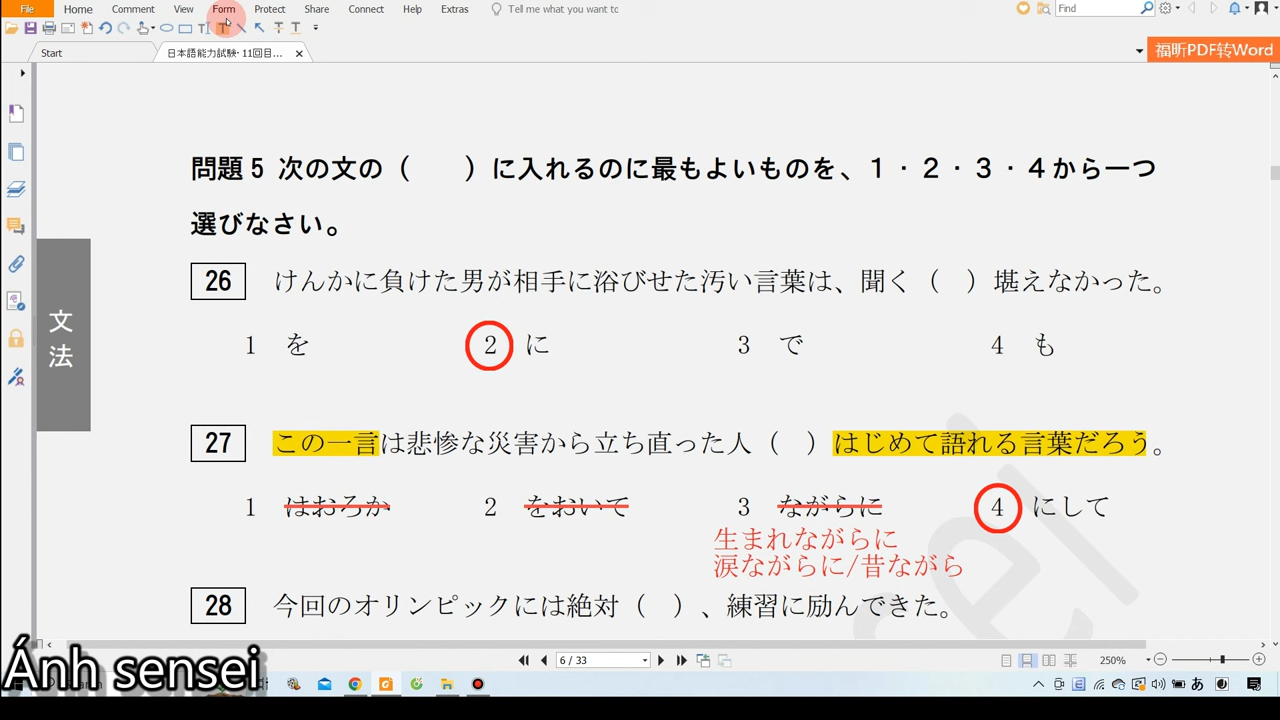 File Home Comment View Form Protect Share Connect Help Extras Tell me what you want to Find
Start 日本語能力試験・11回目... 福昕PDF转Word
問題5 次の文の( )に入れるのに最もよいものを、1・2・3・4から一つ
選びなさい。
文法
26 けんかに負けた男が相手に浴びせた汚い言葉は、聞く( )堪えなかった。
1 を 2 に 3 で 4 も
27 この一言は悲惨な災害から立ち直った人( )はじめて語れる言葉だろう。
1 はおろか 2 をおいて 3 ながらに 4 にして
生まれながらに
涙ながらに/昔ながら
28 今回のオリンピックには絶対( )、練習に励んできた。
Ánh sensei
6 / 33 250%